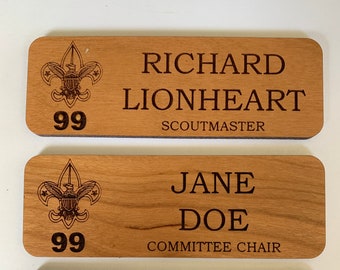 RICHARD
LIONHEART
SCOUTMASTER
99
JANE
DOE
COMMITTEE CHAIR
99